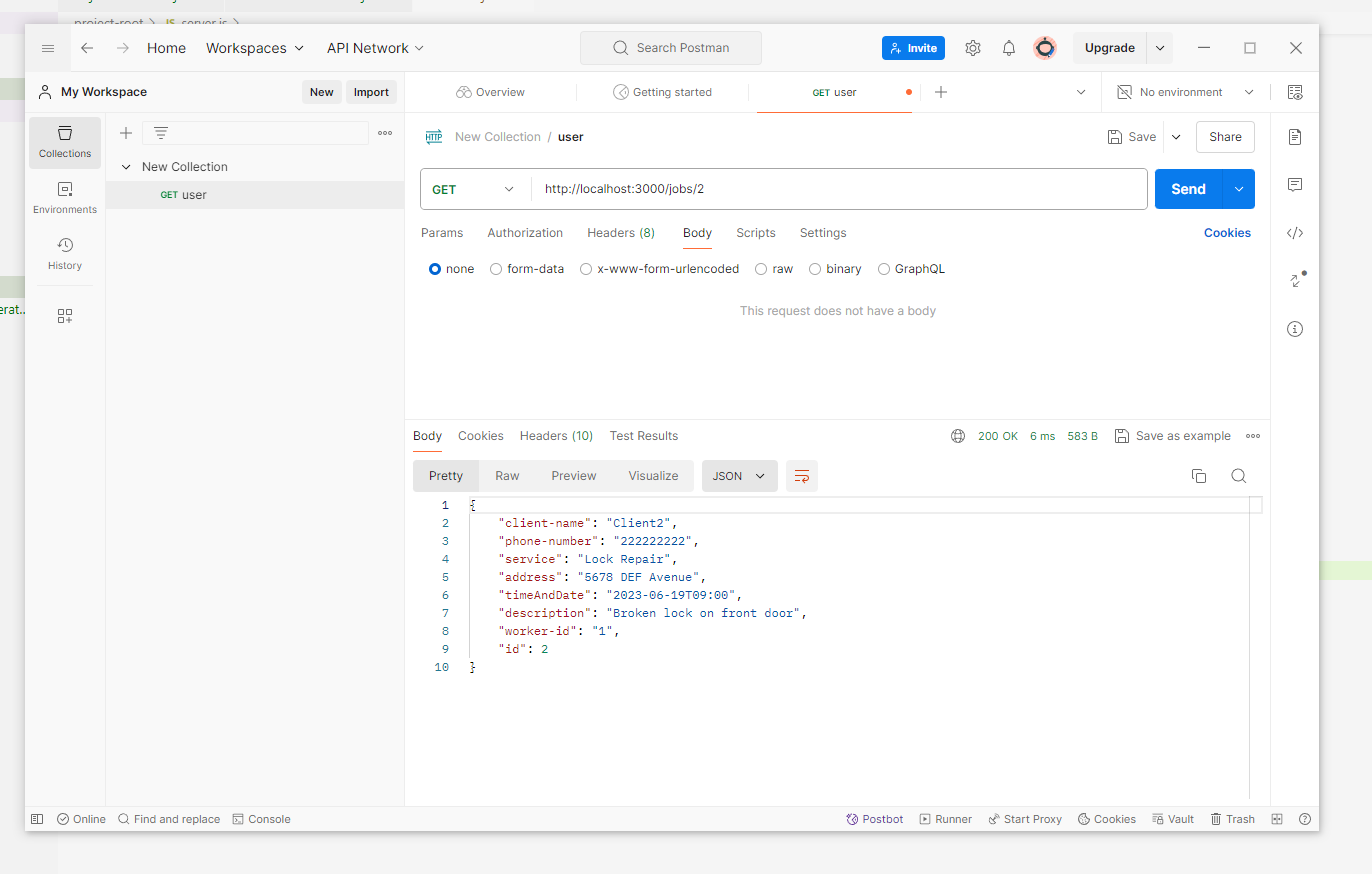 project-root > JS server.js >
Home Workspaces API Network Search Postman Invite Upgrade
My Workspace New Import Overview Getting started GET user No environment
Collections
Environments
History
erat...
New Collection
GET user
HTTP New Collection / user Save Share
GET http://localhost:3000/jobs/2 Send
Params Authorization Headers (8) Body Scripts Settings Cookies
none form-data x-www-form-urlencoded raw binary GraphQL
This request does not have a body
Body Cookies Headers (10) Test Results 200 OK 6 ms 583 B Save as example
Pretty Raw Preview Visualize JSON
1 {
2 "client-name": "Client2",
3 "phone-number": "222222222",
4 "service": "Lock Repair",
5 "address": "5678 DEF Avenue",
6 "timeAndDate": "2023-06-19T09:00",
7 "description": "Broken lock on front door",
8 "worker-id": "1",
9 "id": 2
10 }
Online Find and replace Console Postbot Runner Start Proxy Cookies Vault Trash